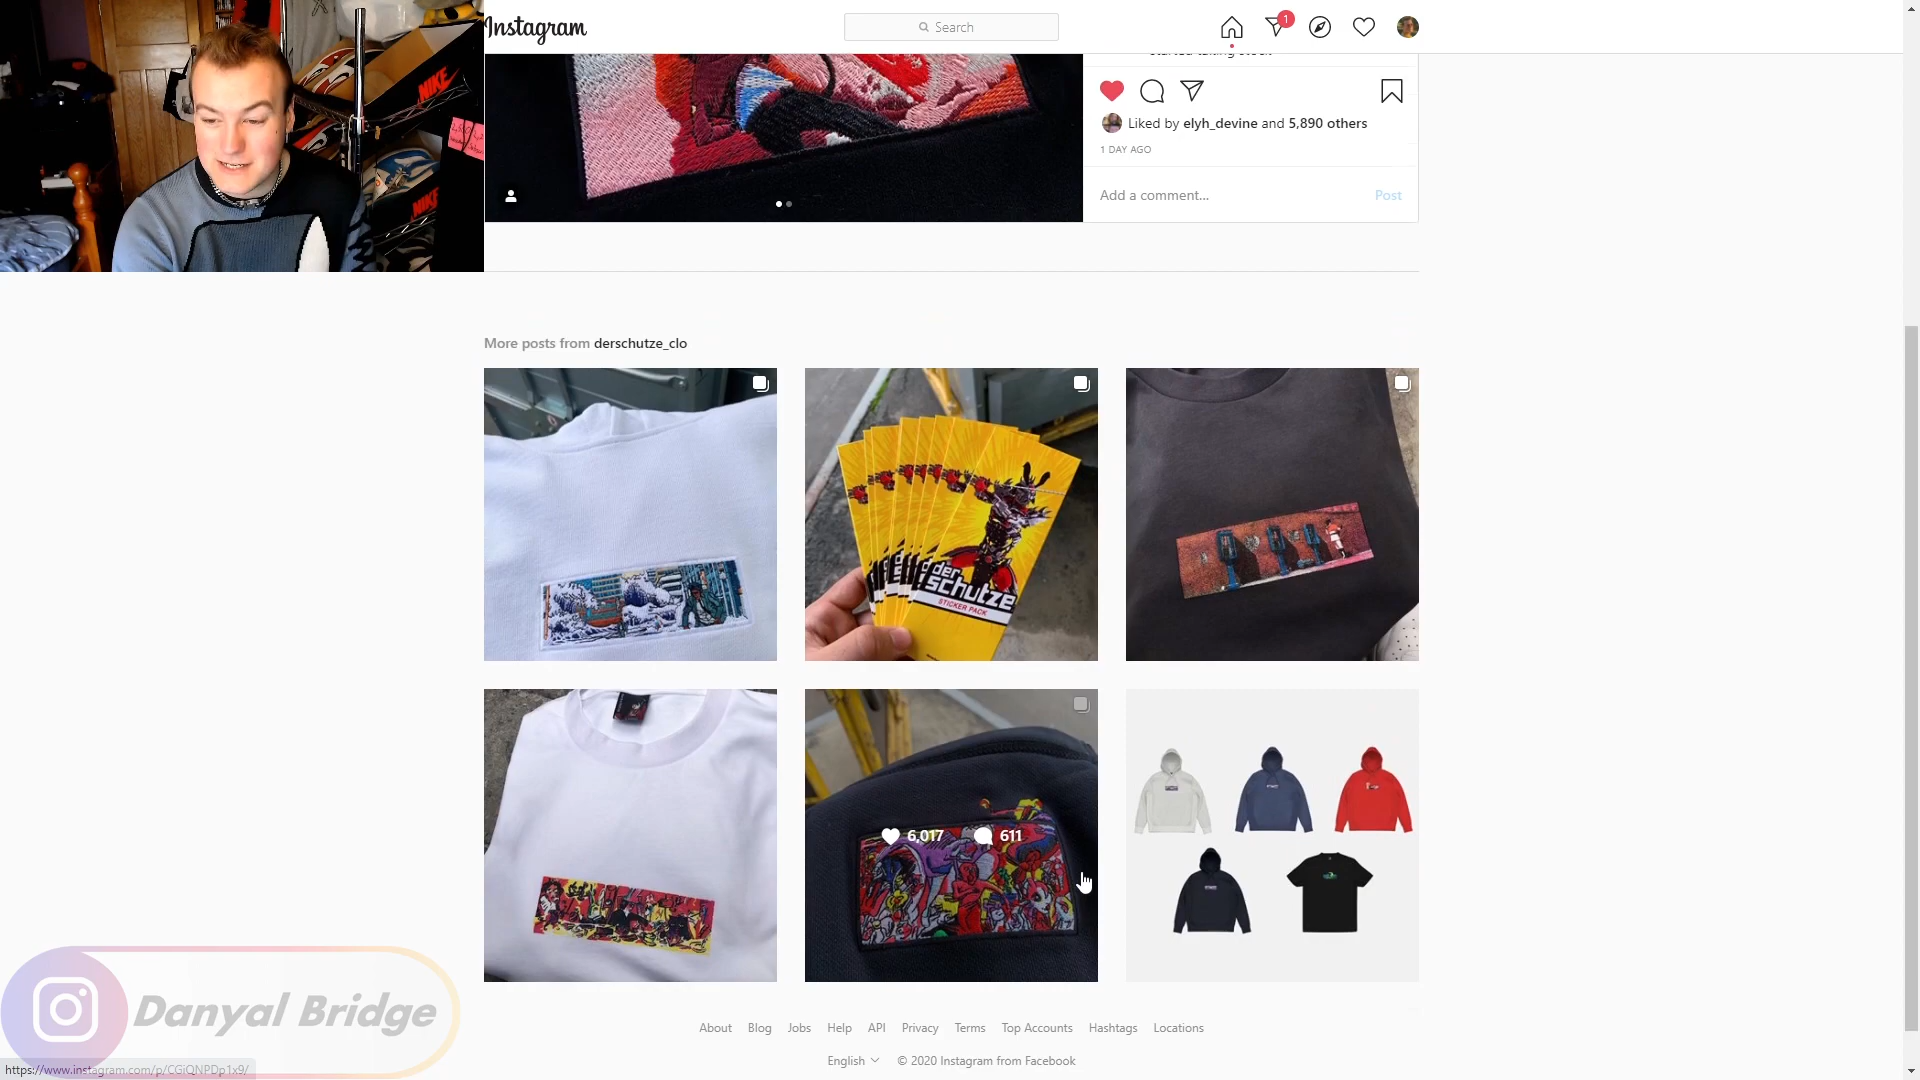 Instagram
Search
1
NIKE
NIKE
Liked by elyh_devine and 5,890 others
1 DAY AGO
Add a comment...
Post
More posts from derschutze_clo
der
schutze
STICKER PACK
6,017
611
Danyal Bridge
About Blog Jobs Help API Privacy Terms Top Accounts Hashtags Locations
English © 2020 Instagram from Facebook
https://www.instagram.com/p/CGiQNPDp1x9/